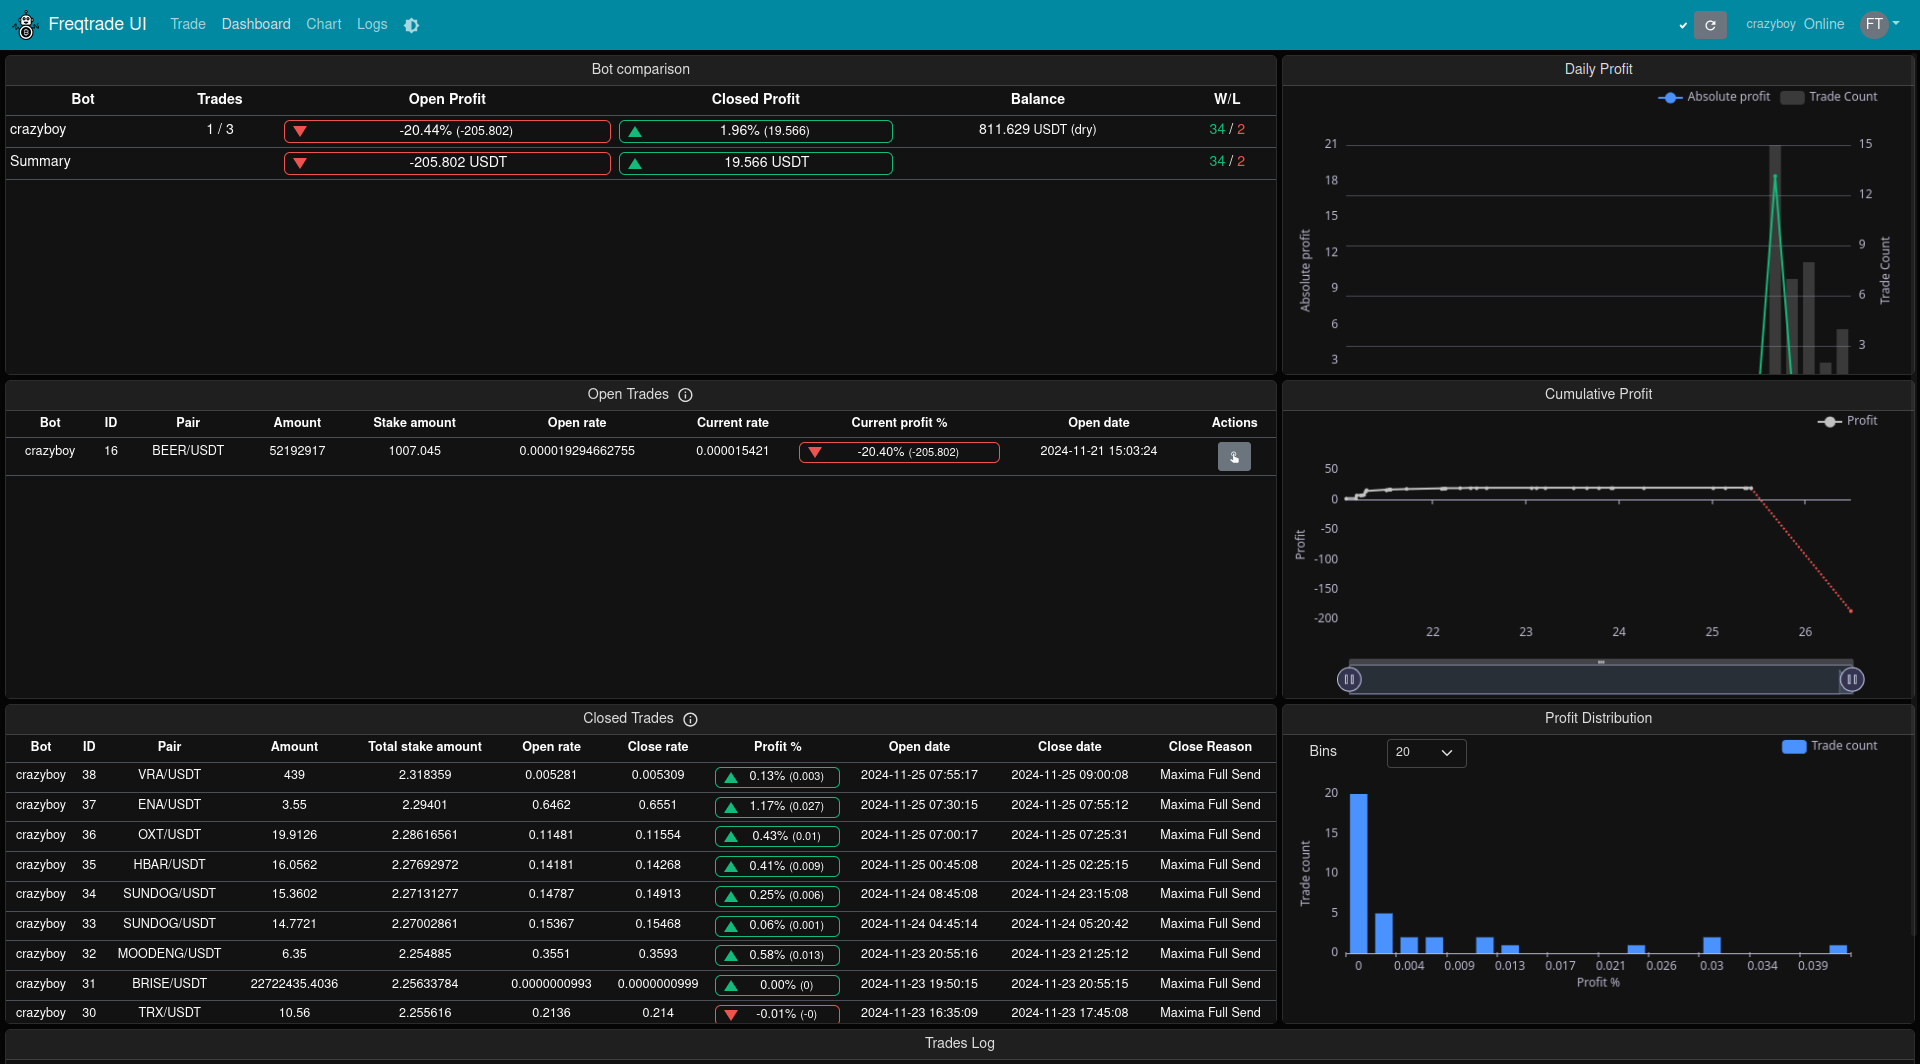 Freqtrade UI Trade Dashboard Chart Logs crazyboy Online FT
Bot comparison
Bot Trades Open Profit Closed Profit Balance W/L
crazyboy 1 / 3 -20.44% (-205.802) 1.96% (19.566) 811.629 USDT (dry) 34 / 2
Summary -205.802 USDT 19.566 USDT 34 / 2
Daily Profit
Absolute profit Trade Count
21 15
18 12
15
12 9
9 6
6
3 3
Absolute profit
Trade Count
Open Trades
Bot ID Pair Amount Stake amount Open rate Current rate Current profit % Open date Actions
crazyboy 16 BEER/USDT 52192917 1007.045 0.000019294662755 0.000015421 -20.40% (-205.802) 2024-11-21 15:03:24
Cumulative Profit
Profit
50
0
-50
-100
-150
-200
Profit
22 23 24 25 26
Closed Trades
Bot ID Pair Amount Total stake amount Open rate Close rate Profit % Open date Close date Close Reason
crazyboy 38 VRA/USDT 439 2.318359 0.005281 0.005309 0.13% (0.003) 2024-11-25 07:55:17 2024-11-25 09:00:08 Maxima Full Send
crazyboy 37 ENA/USDT 3.55 2.29401 0.6462 0.6551 1.17% (0.027) 2024-11-25 07:30:15 2024-11-25 07:55:12 Maxima Full Send
crazyboy 36 OXT/USDT 19.9126 2.28616561 0.11481 0.11554 0.43% (0.01) 2024-11-25 07:00:17 2024-11-25 07:25:31 Maxima Full Send
crazyboy 35 HBAR/USDT 16.0562 2.27692972 0.14181 0.14268 0.41% (0.009) 2024-11-25 00:45:08 2024-11-25 02:25:15 Maxima Full Send
crazyboy 34 SUNDOG/USDT 15.3602 2.27131277 0.14787 0.14913 0.25% (0.006) 2024-11-24 08:45:08 2024-11-24 23:15:08 Maxima Full Send
crazyboy 33 SUNDOG/USDT 14.7721 2.27002861 0.15367 0.15468 0.06% (0.001) 2024-11-24 04:45:14 2024-11-24 05:20:42 Maxima Full Send
crazyboy 32 MOODENG/USDT 6.35 2.254885 0.3551 0.3593 0.58% (0.013) 2024-11-23 20:55:16 2024-11-23 21:25:12 Maxima Full Send
crazyboy 31 BRISE/USDT 22722435.4036 2.25633784 0.0000000993 0.0000000999 0.00% (0) 2024-11-23 19:50:15 2024-11-23 20:55:15 Maxima Full Send
crazyboy 30 TRX/USDT 10.56 2.255616 0.2136 0.214 -0.01% (-0) 2024-11-23 16:35:09 2024-11-23 17:45:08 Maxima Full Send
Profit Distribution
Bins 20 Trade count
20
15
10
5
0
Trade count
0 0.004 0.009 0.013 0.017 0.021 0.026 0.03 0.034 0.039
Profit %
Trades Log